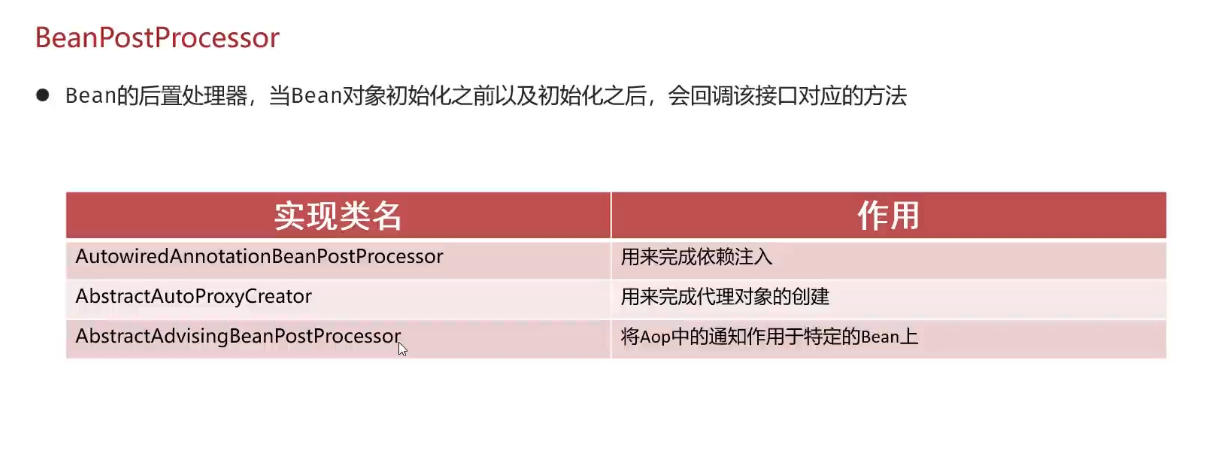 BeanPostProcessor
● Bean的后置处理器，当Bean对象初始化之前以及初始化之后，会回调该接口对应的方法
实现类名 作用
AutowiredAnnotationBeanPostProcessor 用来完成依赖注入
AbstractAutoProxyCreator 用来完成代理对象的创建
AbstractAdvisingBeanPostProcessor 将Aop中的通知作用于特定的Bean上